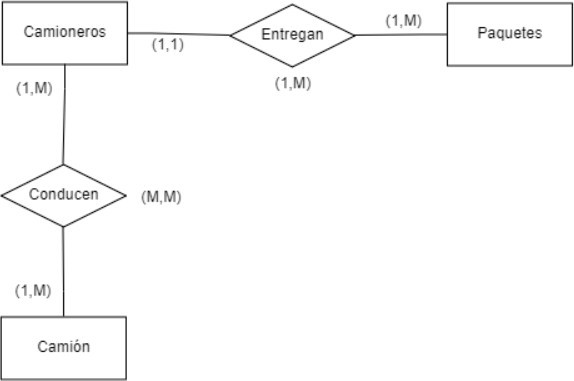 Camioneros
(1,1)
Entregan
(1,M)
Paquetes
(1,M)
(1,M)
Conducen
(M,M)
(1,M)
Camión